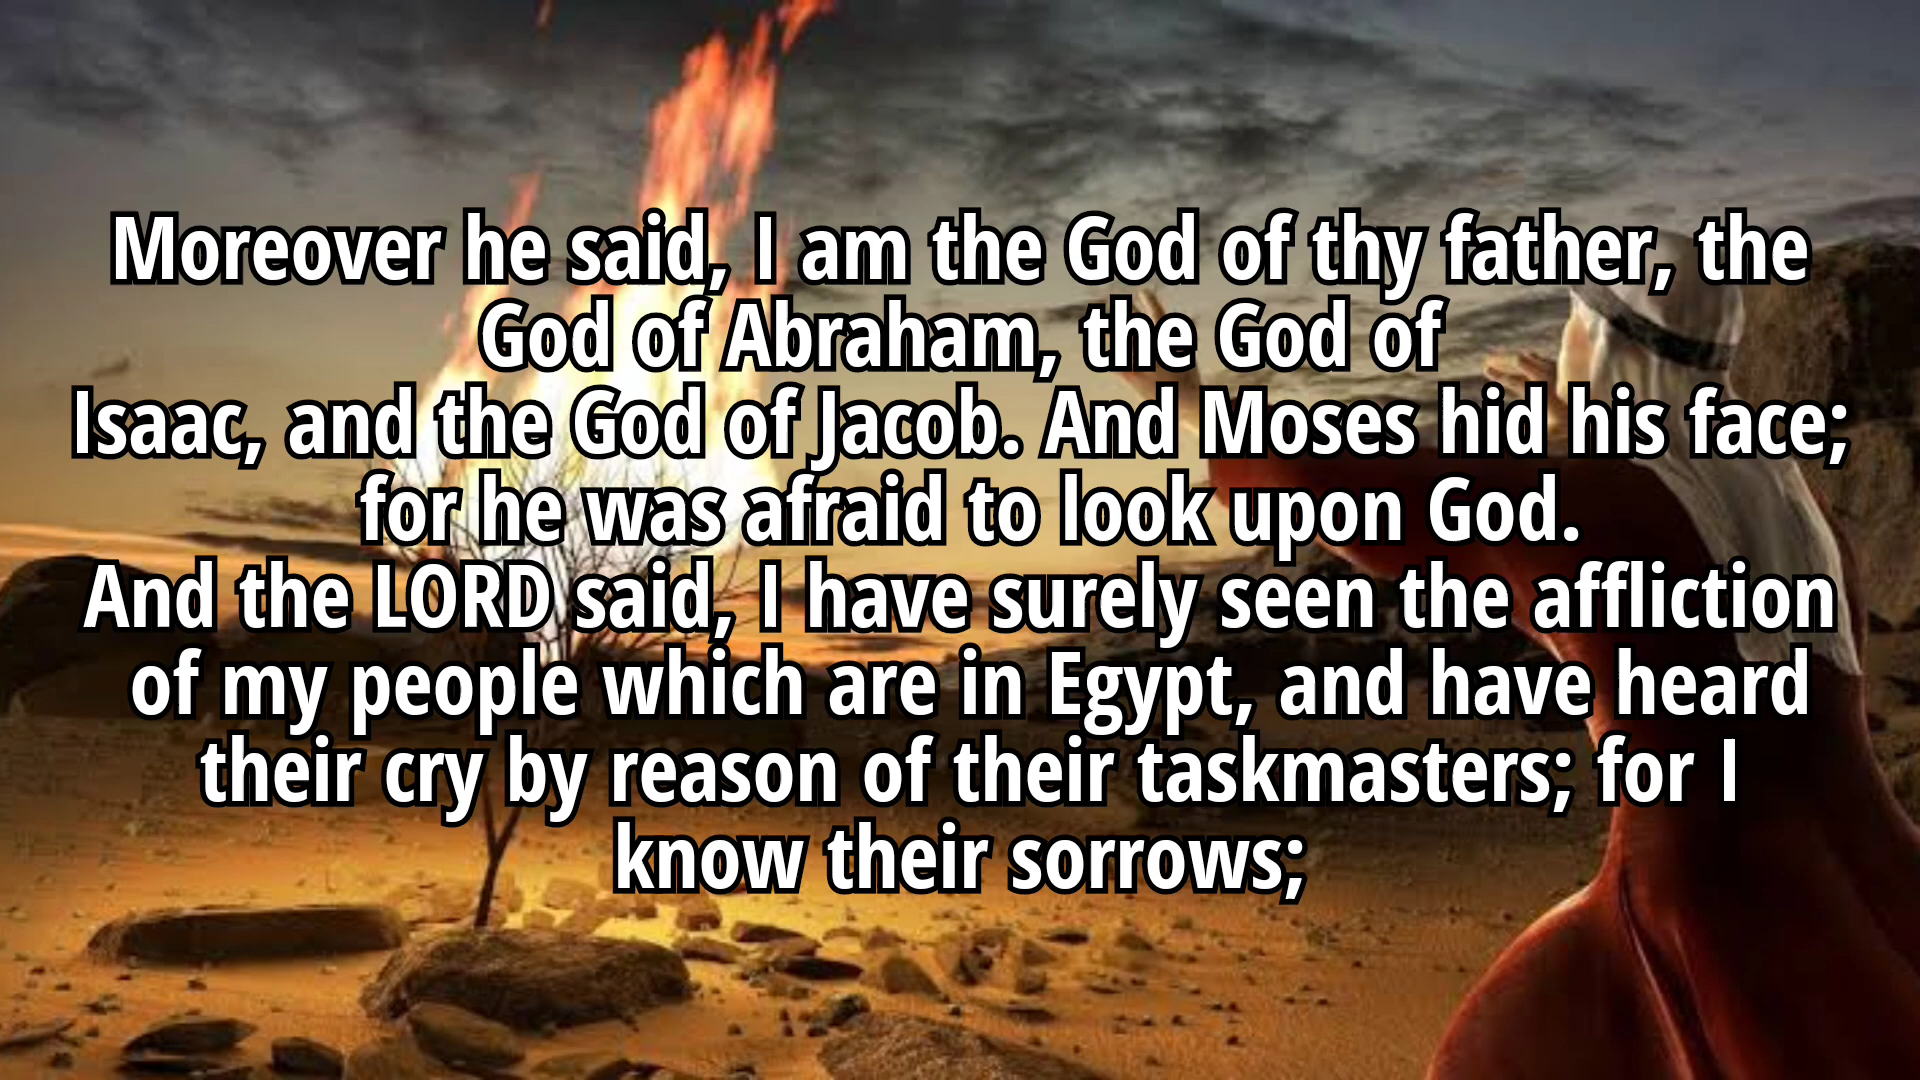 Moreover he said, I am the God of thy father, the
God of Abraham, the God of
Isaac, and the God of Jacob. And Moses hid his face;
for he was afraid to look upon God.
And the LORD said, I have surely seen the affliction
of my people which are in Egypt, and have heard
their cry by reason of their taskmasters; for I
know their sorrows;